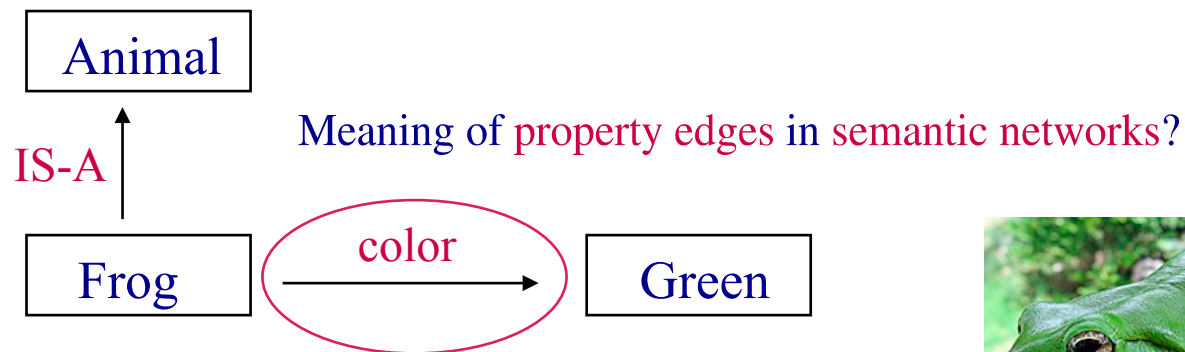 Animal
Meaning of property edges in semantic networks?
IS-A
color
Frog
Green